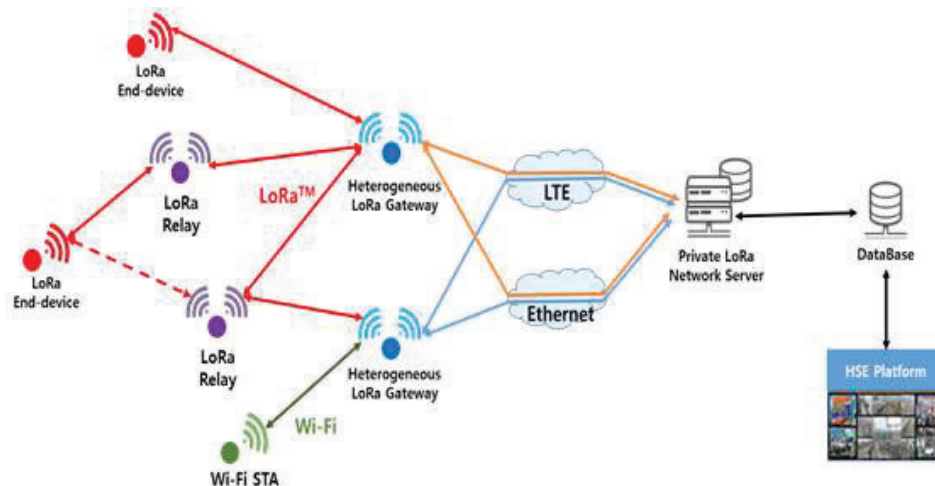 LoRa
End-device
LoRa
Relay
LoRa™
Heterogeneous
LoRa Gateway
LTE
Private LoRa
Network Server
DataBase
LoRa
End-device
LoRa
Relay
Heterogeneous
LoRa Gateway
Ethernet
HSE Platform
Wi-Fi
Wi-Fi STA